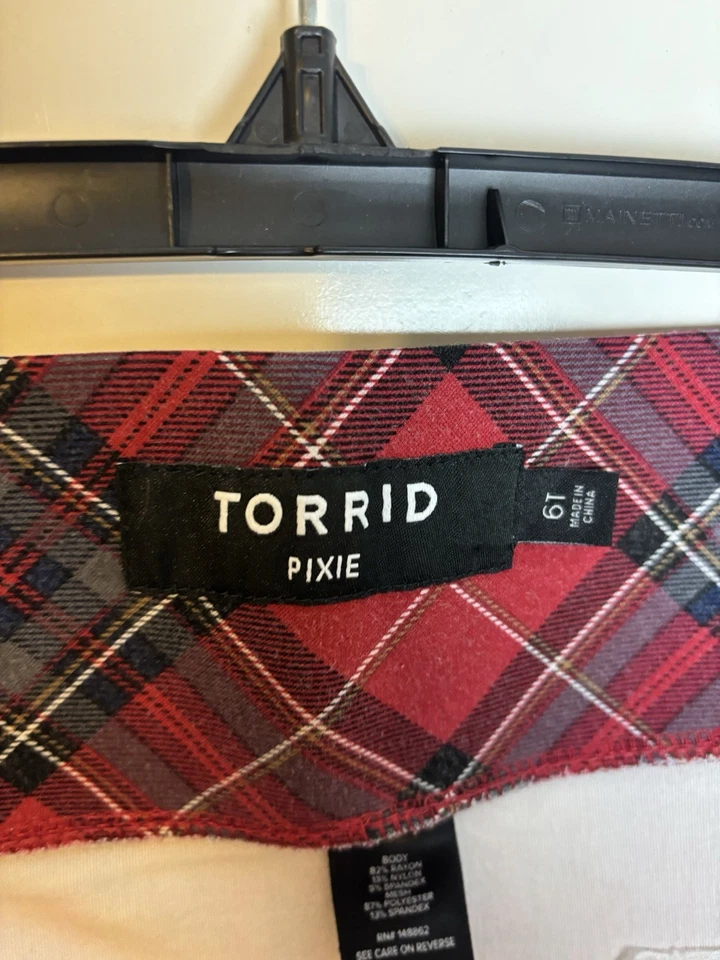 MAINETTI.com
TORRID
PIXIE
6T
MADE IN
CHINA
BODY
82% RAYON
13% NYLON
5% SPANDEX
MESH
87% POLYESTER
13% SPANDEX
RN# 148862
SEE CARE ON REVERSE